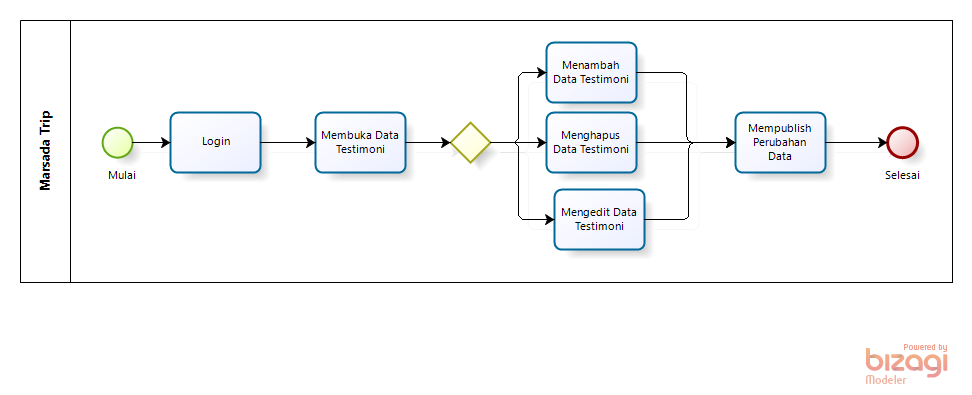 Marsada Trip
Mulai
Login
Membuka Data
Testimoni
Menambah
Data Testimoni
Menghapus
Data Testimoni
Mengedit Data
Testimoni
Mempublish
Perubahan
Data
Selesai
Powered by
bizagi
Modeler